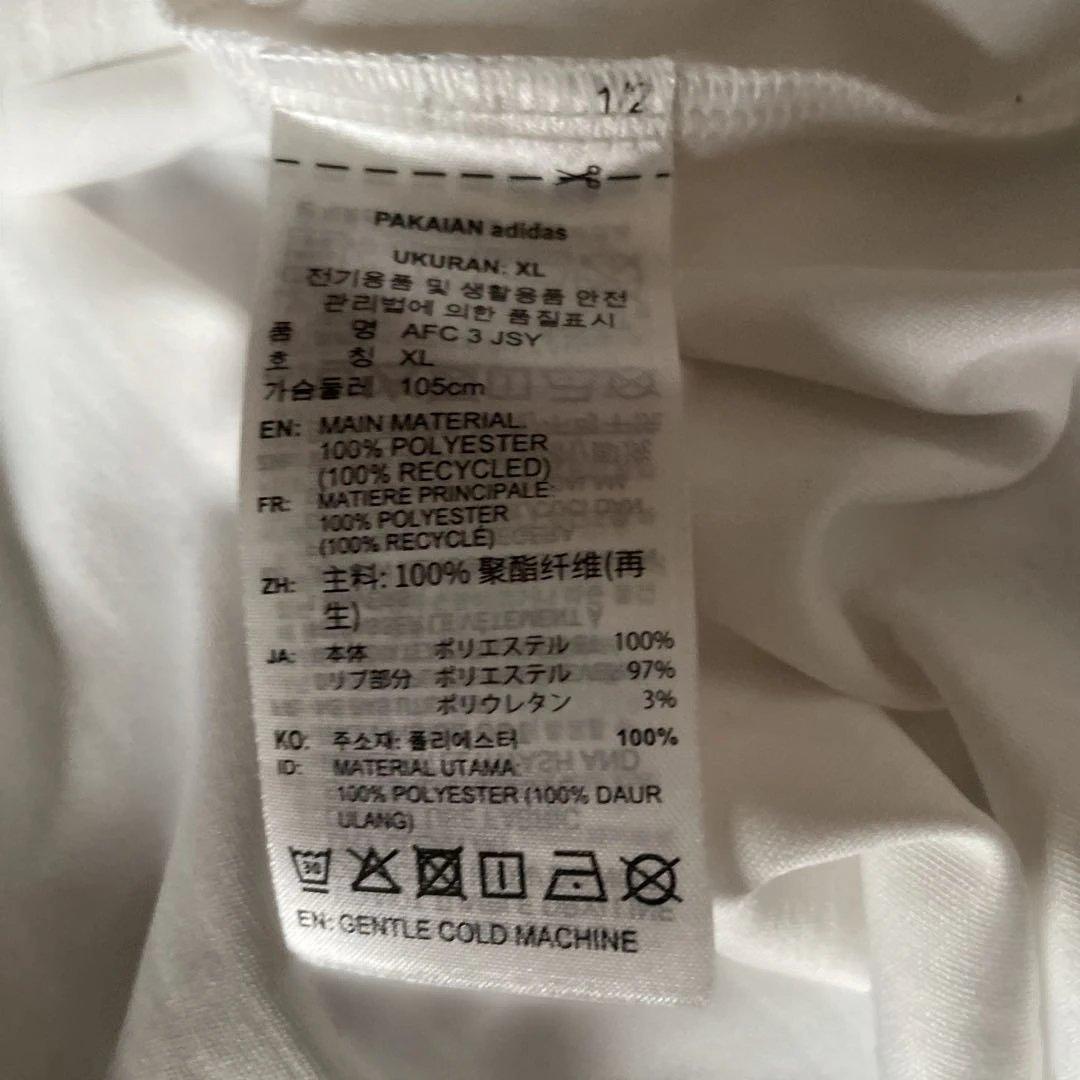 1/2
PAKAIAN adidas
UKURAN: XL
전기용품 및 생활용품 안전
관리법에 의한 품질표시
품 명 AFC 3 JSY
호 칭 XL
가슴둘레 105cm
EN: MAIN MATERIAL:
100% POLYESTER
(100% RECYCLED)
FR: MATIERE PRINCIPALE:
100% POLYESTER
(100% RECYCLÉ)
ZH: 主料: 100% 聚酯纤维(再
生)
JA: 本体 ポリエステル 100%
リブ部分 ポリエステル 97%
ポリウレタン 3%
KO: 주소재: 폴리에스터 100%
ID: MATERIAL UTAMA:
100% POLYESTER (100% DAUR
ULANG)
30
EN: GENTLE COLD MACHINE